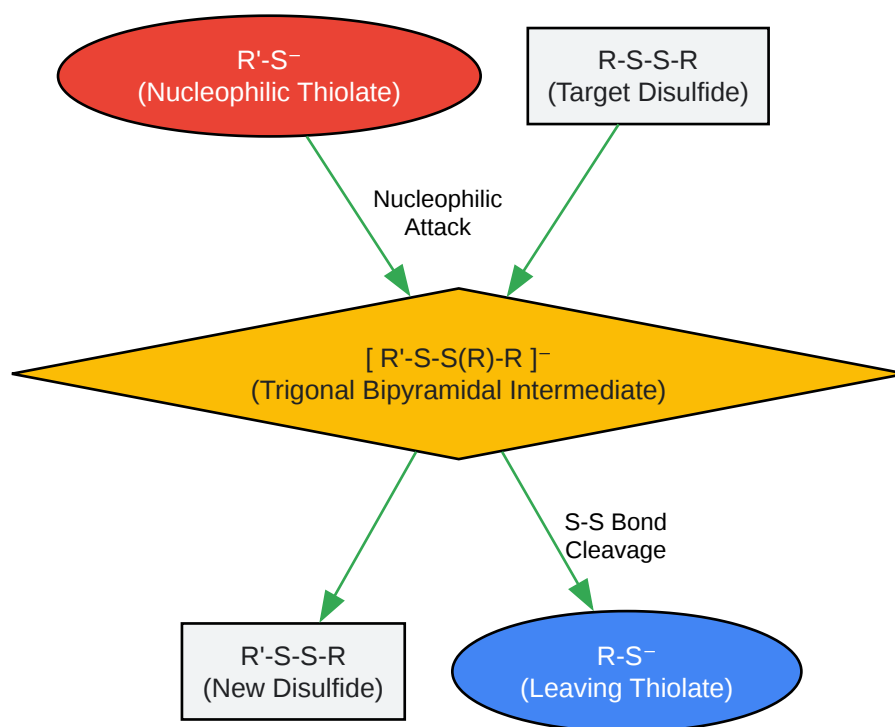 R'-S⁻
(Nucleophilic Thiolate)
R-S-S-R
(Target Disulfide)
Nucleophilic
Attack
[ R'-S-S(R)-R ]⁻
(Trigonal Bipyramidal Intermediate)
S-S Bond
Cleavage
R'-S-S-R
(New Disulfide)
R-S⁻
(Leaving Thiolate)